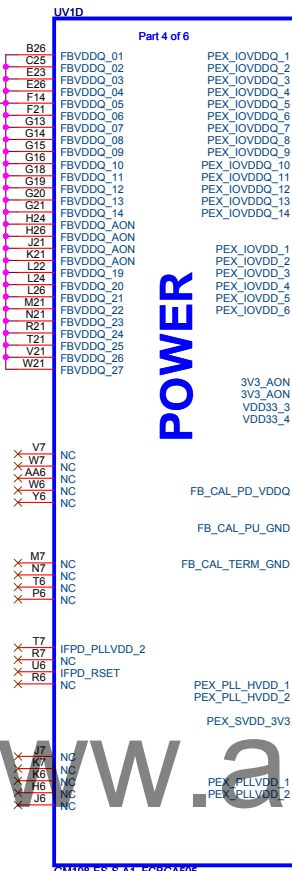 UV1D
Part 4 of 6
B26 FBVDDQ_01 PEX_IOVDDQ_1
C25 FBVDDQ_02 PEX_IOVDDQ_2
E23 FBVDDQ_03 PEX_IOVDDQ_3
E26 FBVDDQ_04 PEX_IOVDDQ_4
F14 FBVDDQ_05 PEX_IOVDDQ_5
F21 FBVDDQ_06 PEX_IOVDDQ_6
G13 FBVDDQ_07 PEX_IOVDDQ_7
G14 FBVDDQ_08 PEX_IOVDDQ_8
G15 FBVDDQ_09 PEX_IOVDDQ_9
G16 FBVDDQ_10 PEX_IOVDDQ_10
G18 FBVDDQ_11 PEX_IOVDDQ_11
G19 FBVDDQ_12 PEX_IOVDDQ_12
G20 FBVDDQ_13 PEX_IOVDDQ_13
G21 FBVDDQ_14 PEX_IOVDDQ_14
H24 FBVDDQ_AON
H26 FBVDDQ_AON
J21 FBVDDQ_AON PEX_IOVDD_1
K21 FBVDDQ_AON PEX_IOVDD_2
L22 FBVDDQ_19 PEX_IOVDD_3
L24 FBVDDQ_20 PEX_IOVDD_4
L26 FBVDDQ_21 PEX_IOVDD_5
M21 FBVDDQ_22 PEX_IOVDD_6
N21 FBVDDQ_23
R21 FBVDDQ_24
T21 FBVDDQ_25
V21 FBVDDQ_26
W21 FBVDDQ_27
POWER
3V3_AON
3V3_AON
VDD33_3
VDD33_4
V7 NC
W7 NC
AA6 NC
W6 NC FB_CAL_PD_VDDQ
Y6 NC
FB_CAL_PU_GND
M7 NC FB_CAL_TERM_GND
N7 NC
T6 NC
P6 NC
T7 IFPD_PLLVDD_2
R7 NC
U6 IFPD_RSET
R6 NC PEX_PLL_HVDD_1
PEX_PLL_HVDD_2
PEX_SVDD_3V3
J7 NC
K7 NC
K6 NC PEX_PLLVDD_1
H6 NC PEX_PLLVDD_2
J6 NC
ww.a
GM108-ES-S-A1_FCBGA595